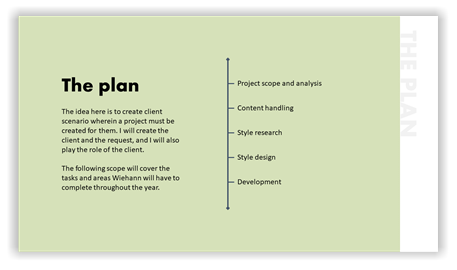 The plan
The idea here is to create client
scenario wherein a project must be
created for them. I will create the
client and the request, and I will also
play the role of the client.
The following scope will cover the
tasks and areas Wiehann will have to
complete throughout the year.
Project scope and analysis
Content handling
Style research
Style design
Development
THE PLAN